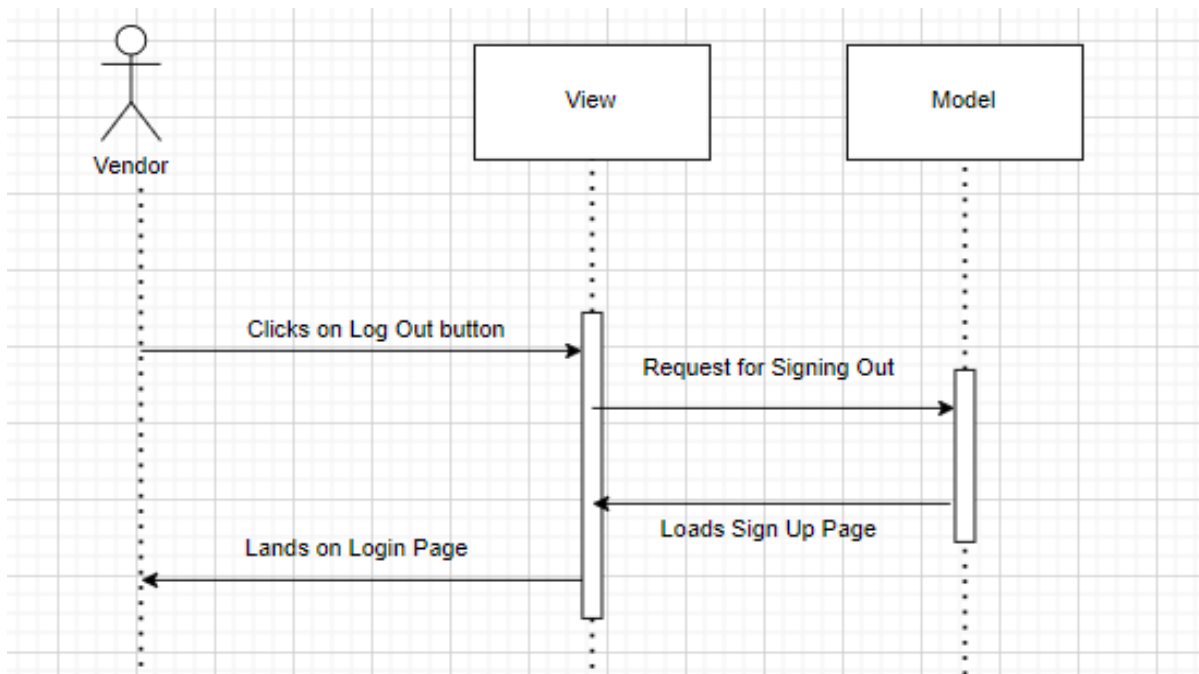 Vendor
View
Model
Clicks on Log Out button
Request for Signing Out
Loads Sign Up Page
Lands on Login Page